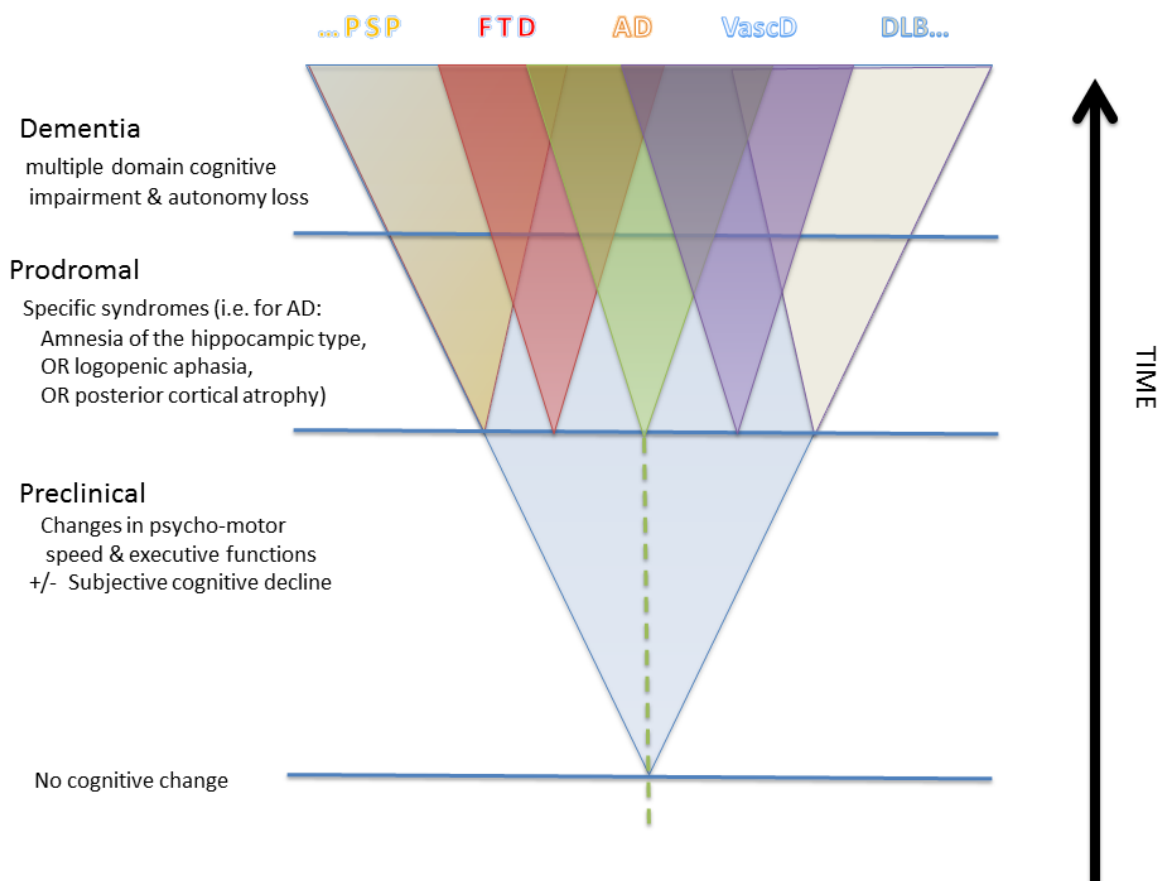 ...PSP FTD AD VascD DLB...
Dementia
multiple domain cognitive
impairment & autonomy loss
Prodromal
Specific syndromes (i.e. for AD:
Amnesia of the hippocampic type,
OR logopenic aphasia,
OR posterior cortical atrophy)
TIME
Preclinical
Changes in psycho-motor
speed & executive functions
+/- Subjective cognitive decline
No cognitive change